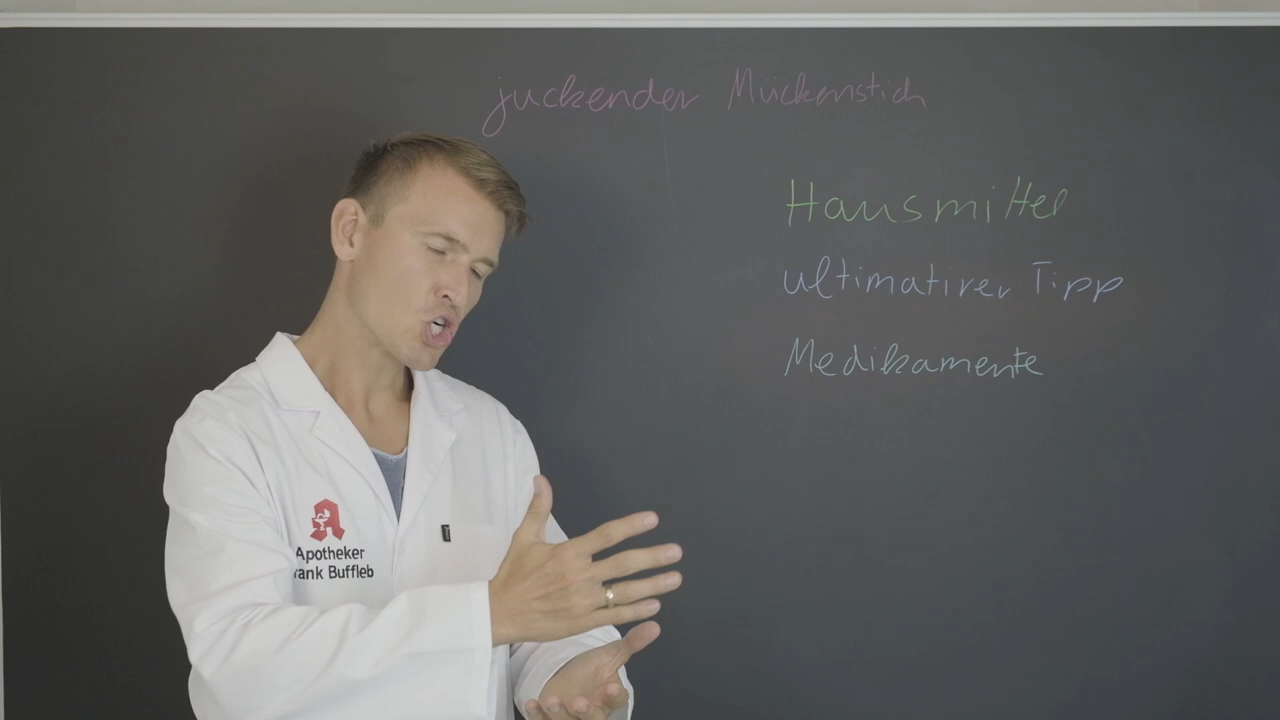 juckender Mückenstich
Hausmittel
ultimativer Tipp
Medikamente
Apotheker
rank Buffleb